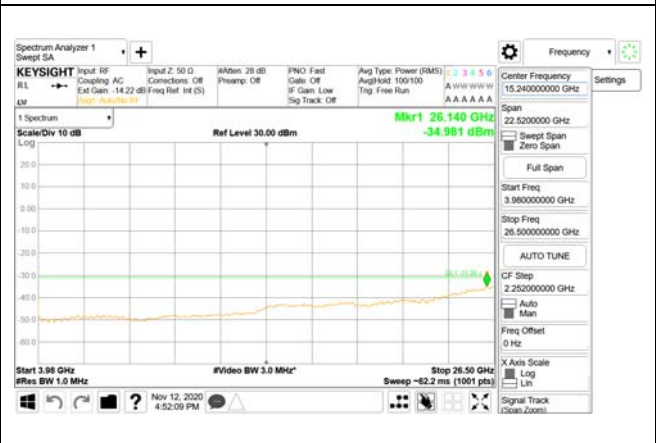 Spectrum Analyzer 1
Swept SA
+
Frequency
KEYSIGHT
Input: RF
Coupling: AC
Ext Gain: -14.22 dB
Align: Auto/No RF
Input Z: 50 Ω
Corrections: Off
Freq Ref: Int (S)
#Atten: 28 dB
Preamp: Off
PNO: Fast
Gate: Off
IF Gain: Low
Sig Track: Off
Avg Type: Power (RMS)
Avg|Hold: 100/100
Trig: Free Run
1 2 3 4 5 6
A W W W W W
A A A A A A
R L
Center Frequency
15.240000000 GHz
Settings
Span
22.5200000 GHz
Swept Span
Zero Span
Full Span
Start Freq
3.980000000 GHz
Stop Freq
26.500000000 GHz
AUTO TUNE
CF Step
2.252000000 GHz
Auto
Man
Freq Offset
0 Hz
X Axis Scale
Log
Lin
Signal Track
(Span Zoom)
1 Spectrum
Scale/Div 10 dB
Ref Level 30.00 dBm
Mkr1 26.140 GHz
-34.981 dBm
Log
20.0
10.0
0.00
-10.0
-20.0
-30.0
-40.0
-50.0
-60.0
Start 3.98 GHz
#Res BW 1.0 MHz
#Video BW 3.0 MHz*
Stop 26.50 GHz
Sweep ~62.2 ms (1001 pts)
?
Nov 12, 2020
4:52:09 PM